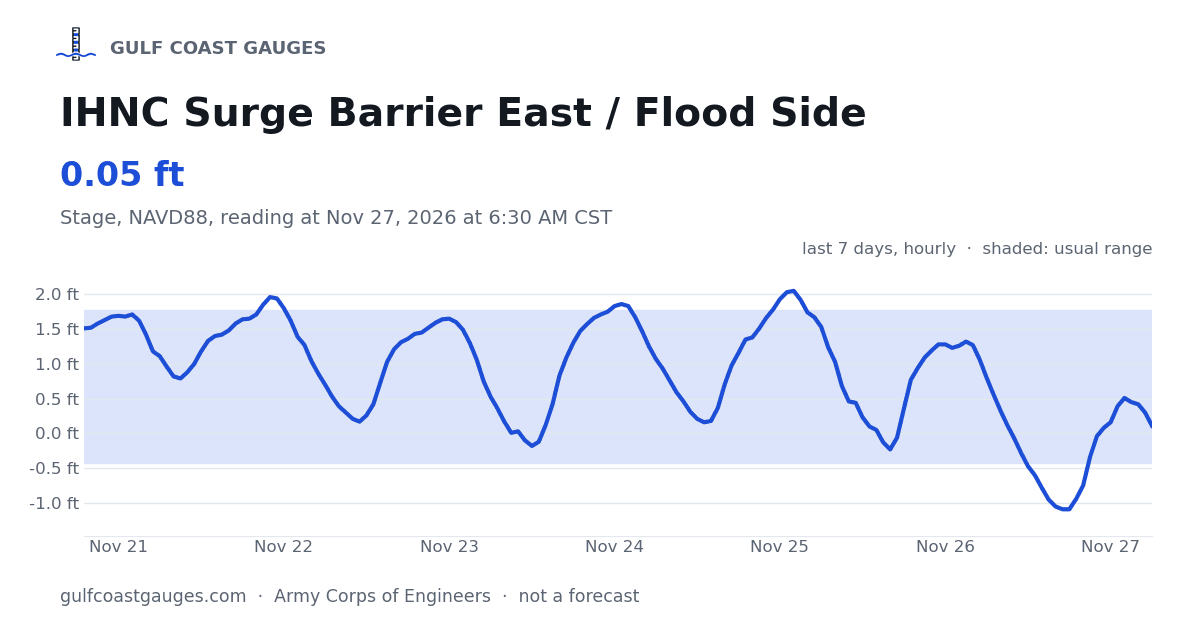 GULF COAST GAUGES
IHNC Surge Barrier East / Flood Side
0.05 ft
Stage, NAVD88, reading at Nov 27, 2026 at 6:30 AM CST
last 7 days, hourly · shaded: usual range
2.0 ft
1.5 ft
1.0 ft
0.5 ft
0.0 ft
-0.5 ft
-1.0 ft
Nov 21 Nov 22 Nov 23 Nov 24 Nov 25 Nov 26 Nov 27
gulfcoastgauges.com · Army Corps of Engineers · not a forecast